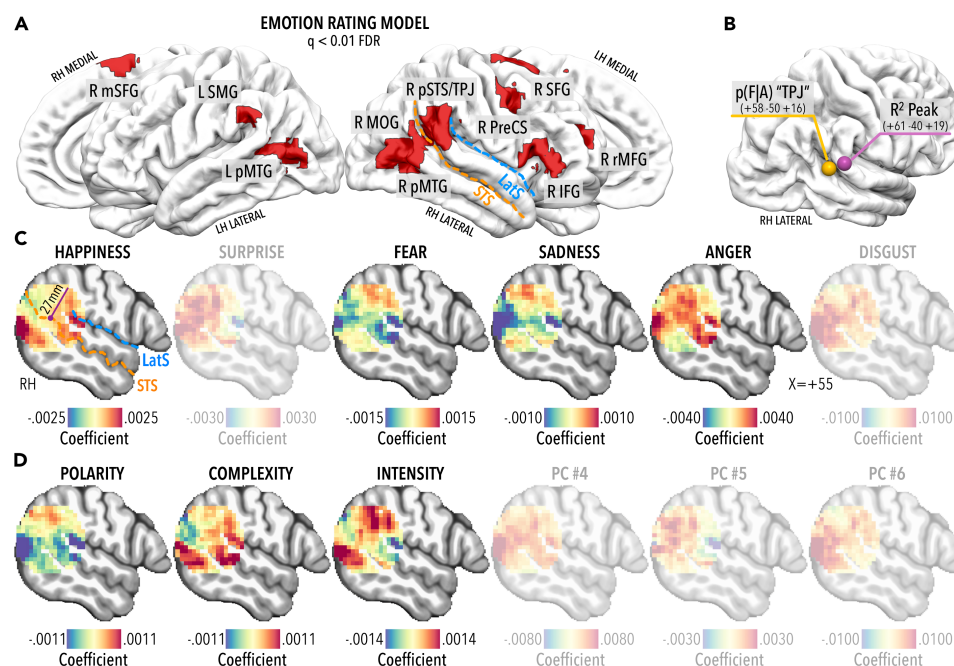 A
EMOTION RATING MODEL
q < 0.01 FDR
RH MEDIAL
R mSFG
L SMG
L pMTG
LH LATERAL
LH MEDIAL
R pSTS/TPJ
R SFG
R MOG
R PreCS
R rMFG
R pMTG
R IFG
LatS
STS
RH LATERAL
B
p(F|A) “TPJ”
(+58 -50 +16)
R² Peak
(+61 -40 +19)
RH LATERAL
C
HAPPINESS
SURPRISE
FEAR
SADNESS
ANGER
DISGUST
27mm
LatS
STS
RH
X=+55
-.0025 .0025
Coefficient
-.0030 .0030
Coefficient
-.0015 .0015
Coefficient
-.0010 .0010
Coefficient
-.0040 .0040
Coefficient
-.0100 .0100
Coefficient
D
POLARITY
COMPLEXITY
INTENSITY
PC #4
PC #5
PC #6
-.0011 .0011
Coefficient
-.0011 .0011
Coefficient
-.0014 .0014
Coefficient
-.0080 .0080
Coefficient
-.0030 .0030
Coefficient
-.0100 .0100
Coefficient